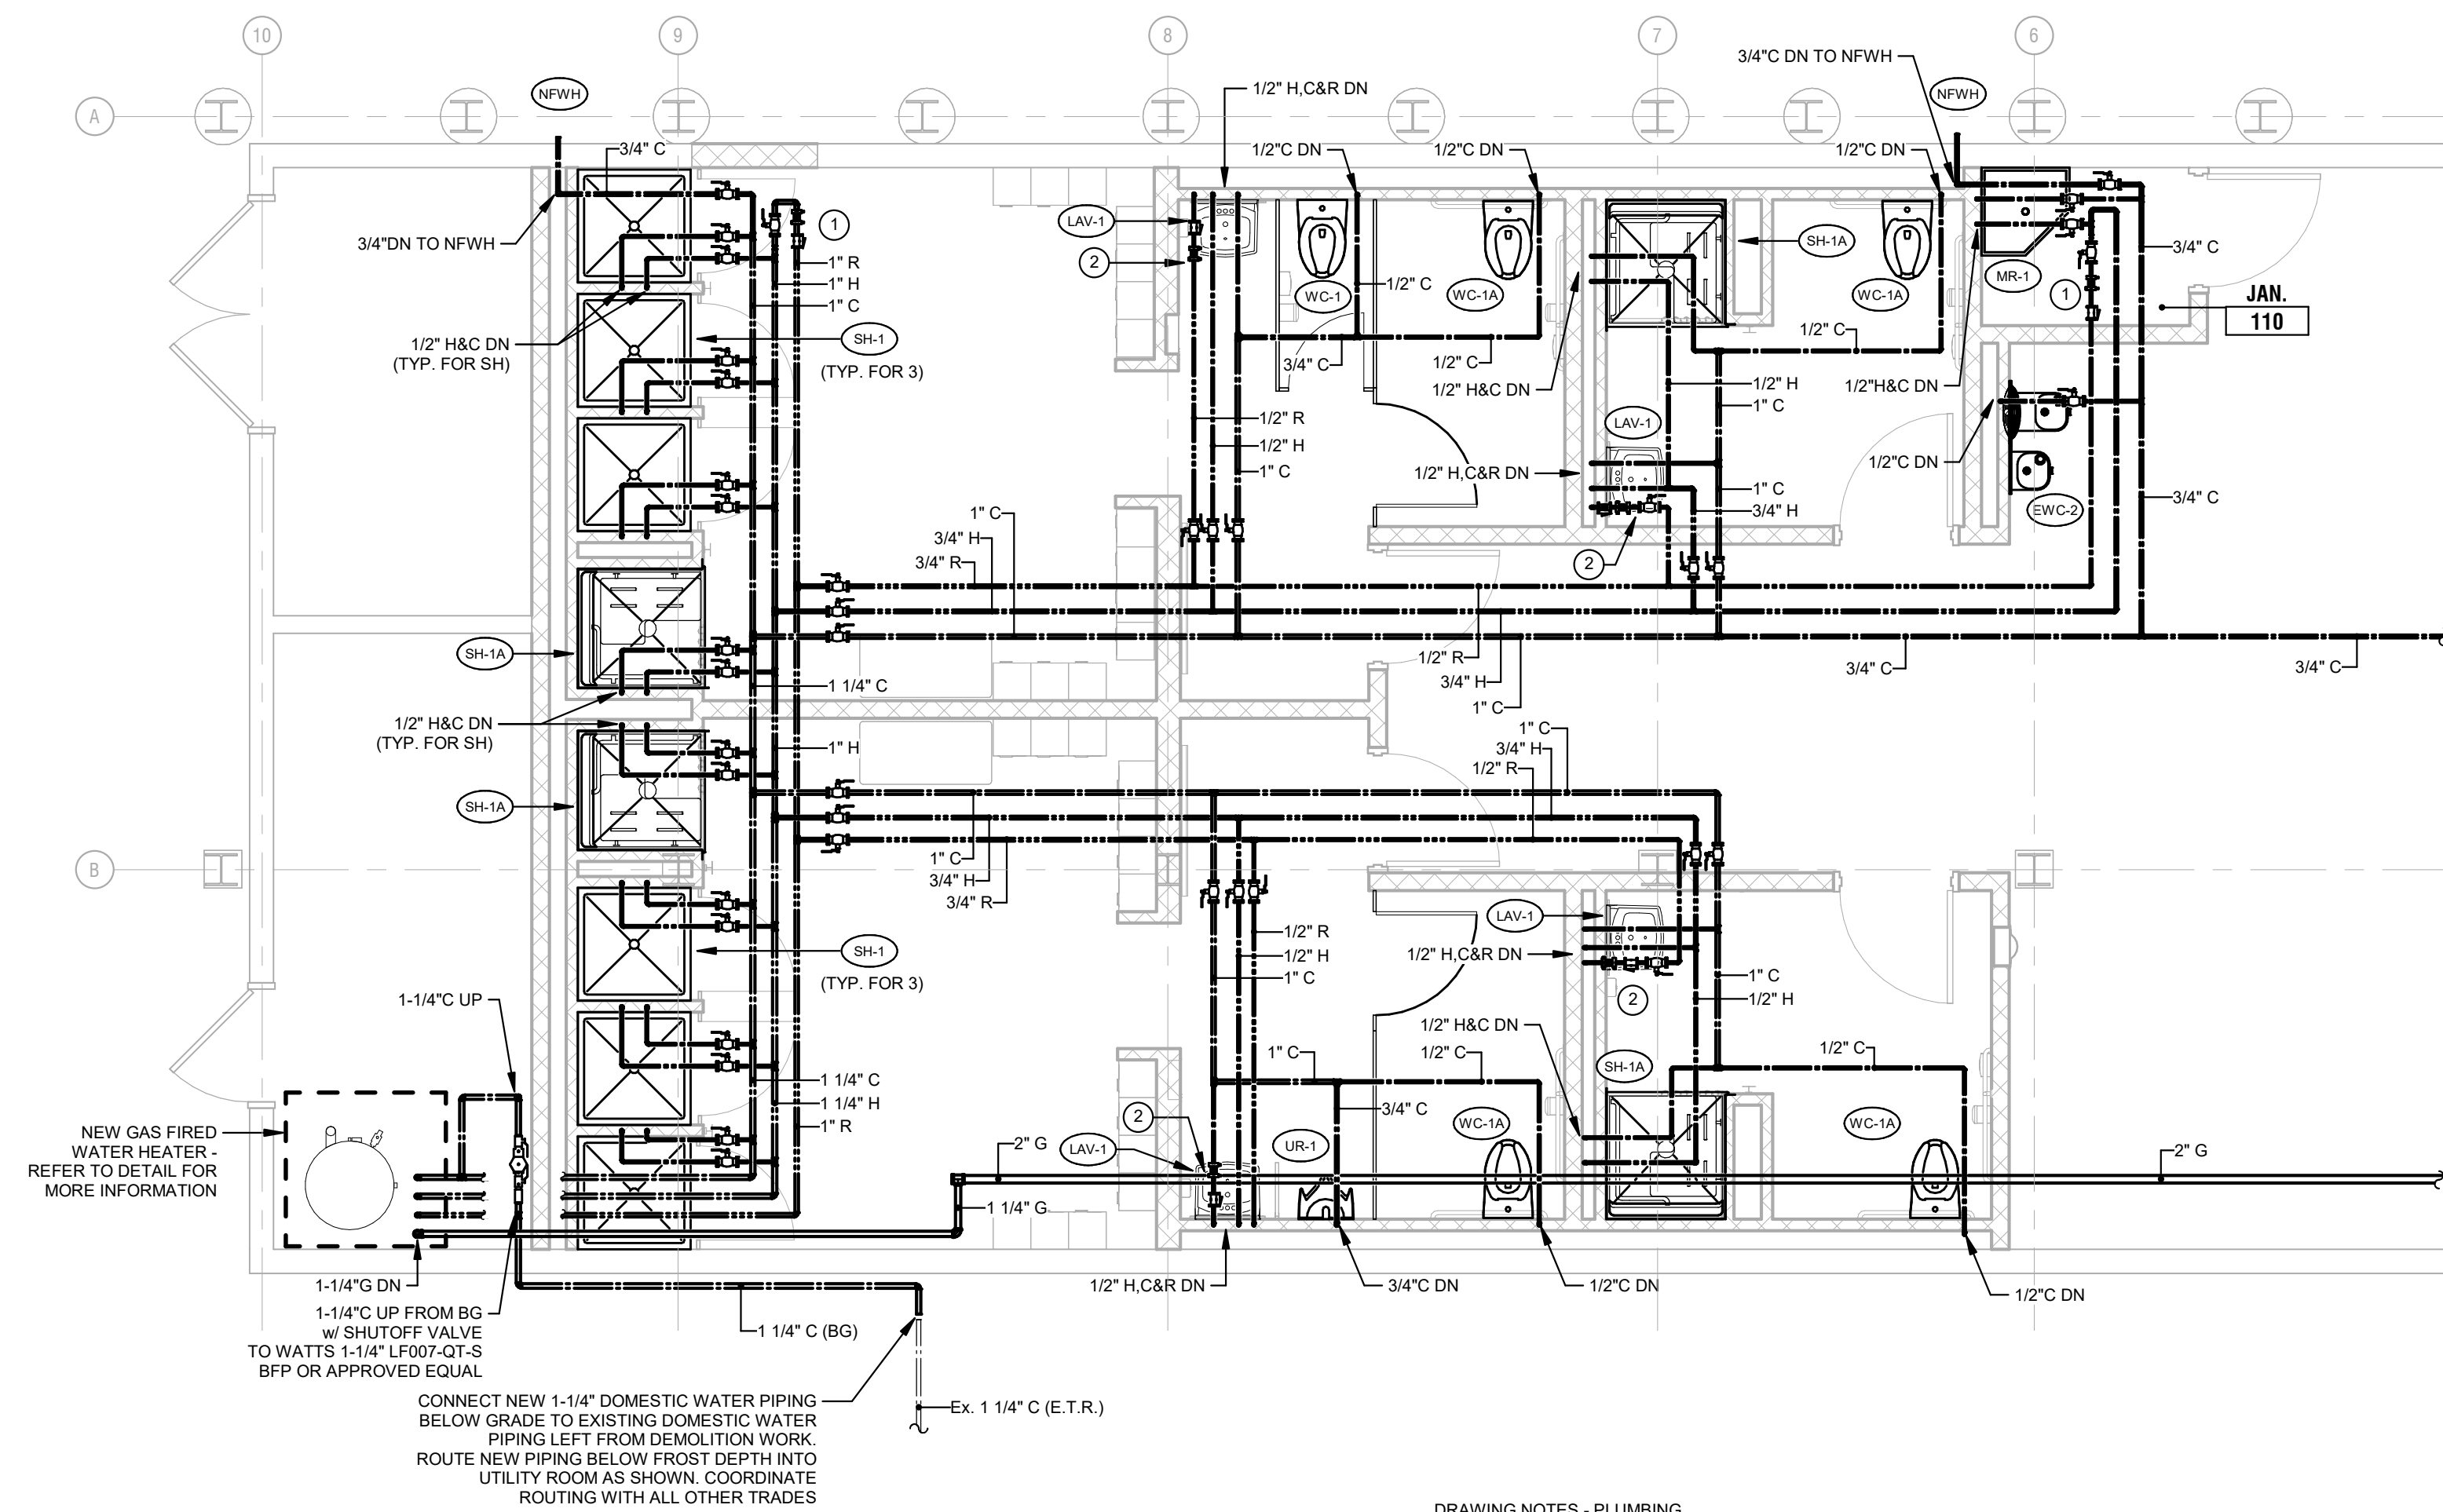 10
9
8
7
6
A
B
NFWH
3/4" C
3/4"DN TO NFWH
1/2" H&C DN
(TYP. FOR SH)
1
1" R
1" H
1" C
SH-1
(TYP. FOR 3)
SH-1A
1 1/4" C
1/2" H&C DN
(TYP. FOR SH)
1" H
SH-1A
SH-1
(TYP. FOR 3)
1 1/4" C
1 1/4" H
1" R
1/2" H,C&R DN
LAV-1
2
1/2"C DN
1/2"C DN
WC-1
1/2" C
WC-1A
3/4" C
1/2" C
1/2" R
1/2" H
1" C
1" C
3/4" H
3/4" R
1/2"C DN
SH-1A
WC-1A
1/2" H&C DN
1/2" C
1/2" H
1" C
LAV-1
1/2" H,C&R DN
1" C
3/4" H
2
3/4"C DN TO NFWH
NFWH
3/4" C
MR-1
1
JAN.
110
1/2"H&C DN
1/2"C DN
3/4" C
EWC-2
1/2" R
3/4" H
1" C
3/4" C
3/4" C
1" C
3/4" H
1/2" R
1" C
3/4" H
3/4" R
1/2" R
1/2" H
1" C
LAV-1
1/2" H,C&R DN
2
1" C
1/2" H
1/2" H&C DN
SH-1A
1/2" C
1" C
1/2" C
3/4" C
2
LAV-1
UR-1
WC-1A
WC-1A
2" G
2" G
1 1/4" G
1/2" H,C&R DN
3/4"C DN
1/2"C DN
1/2"C DN
1-1/4"C UP
NEW GAS FIRED
WATER HEATER -
REFER TO DETAIL FOR
MORE INFORMATION
1-1/4"G DN
1-1/4"C UP FROM BG
w/ SHUTOFF VALVE
TO WATTS 1-1/4" LF007-QT-S
BFP OR APPROVED EQUAL
1 1/4" C (BG)
CONNECT NEW 1-1/4" DOMESTIC WATER PIPING
BELOW GRADE TO EXISTING DOMESTIC WATER
PIPING LEFT FROM DEMOLITION WORK.
ROUTE NEW PIPING BELOW FROST DEPTH INTO
UTILITY ROOM AS SHOWN. COORDINATE
ROUTING WITH ALL OTHER TRADES
Ex. 1 1/4" C (E.T.R.)
DRAWING NOTES - PLUMBING